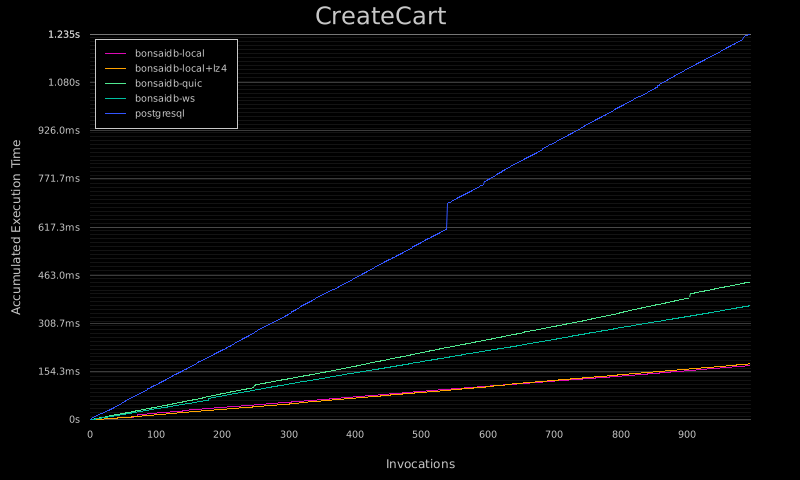 CreateCart
1.235s
bonsaidb-local
bonsaidb-local+lz4
1.080s
bonsaidb-quic
bonsaidb-ws
postgresql
926.0ms
771.7ms
617.3ms
463.0ms
308.7ms
154.3ms
0s
Accumulated Execution Time
0 100 200 300 400 500 600 700 800 900
Invocations